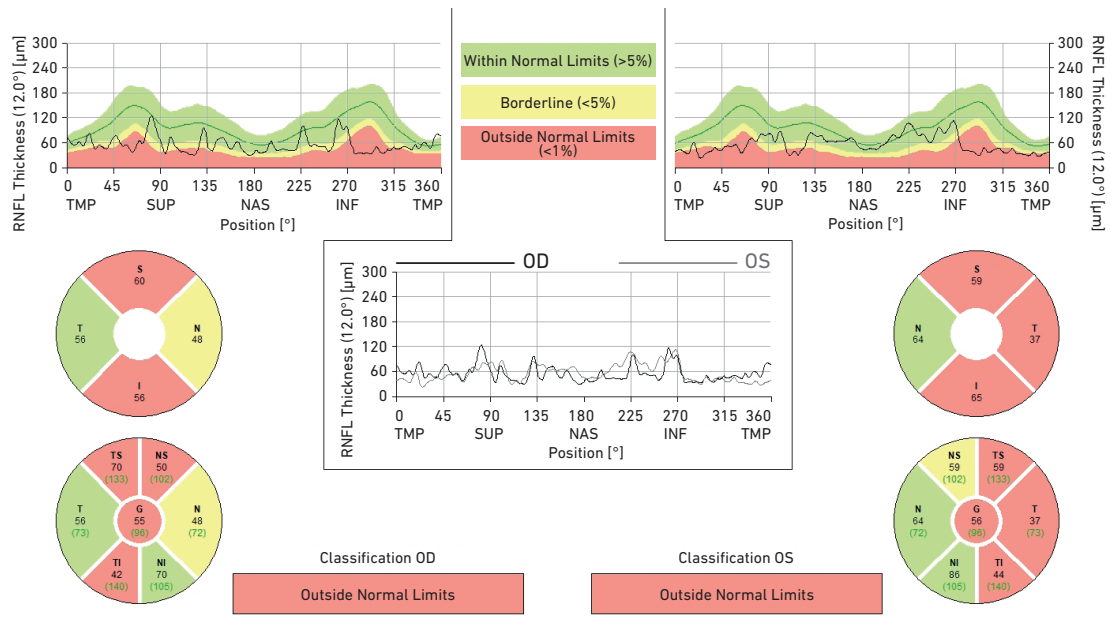 RNFL Thickness (12.0°) [µm]
300
240
180
120
60
0
0 45 90 135 180 225 270 315 360
TMP SUP NAS INF TMP
Position [°]
Within Normal Limits (>5%)
Borderline (<5%)
Outside Normal Limits
(<1%)
300
240
180
120
60
0
0 45 90 135 180 225 270 315 360
TMP SUP NAS INF TMP
Position [°]
300
240
180
120
60
0
RNFL Thickness (12.0°) [µm]
OD OS
RNFL Thickness (12.0°) [µm]
300
240
180
120
60
0
0 45 90 135 180 225 270 315 360
TMP SUP NAS INF TMP
Position [°]
S
60
T
56
N
48
I
56
S
59
N
64
T
37
I
65
TS
70
(133)
NS
50
(102)
T
56
(73)
G
55
(96)
N
48
(72)
TI
42
(140)
NI
70
(105)
NS
59
(102)
TS
59
(133)
N
64
(72)
G
56
(96)
T
37
(73)
NI
86
(105)
TI
44
(140)
Classification OD
Outside Normal Limits
Classification OS
Outside Normal Limits